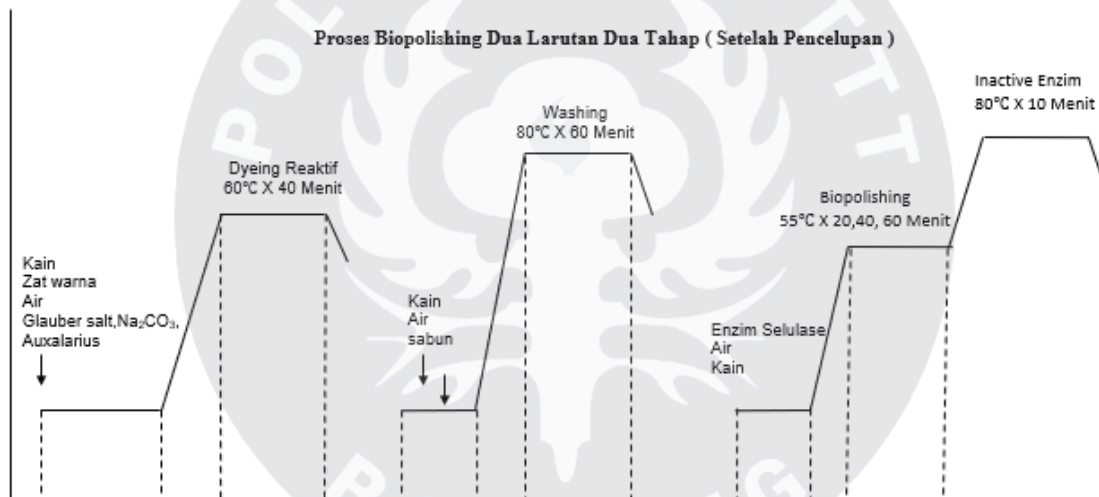 Proses Biopolishing Dua Larutan Dua Tahap ( Setelah Pencelupan )
Inactive Enzim
80°C X 10 Menit
Washing
80°C X 60 Menit
Dyeing Reaktif
60°C X 40 Menit
Biopolishing
55°C X 20,40, 60 Menit
Kain
Zat warna
Air
Glauber salt,Na₂CO₃,
Auxalarius
Kain
Air
sabun
Enzim Selulase
Air
Kain